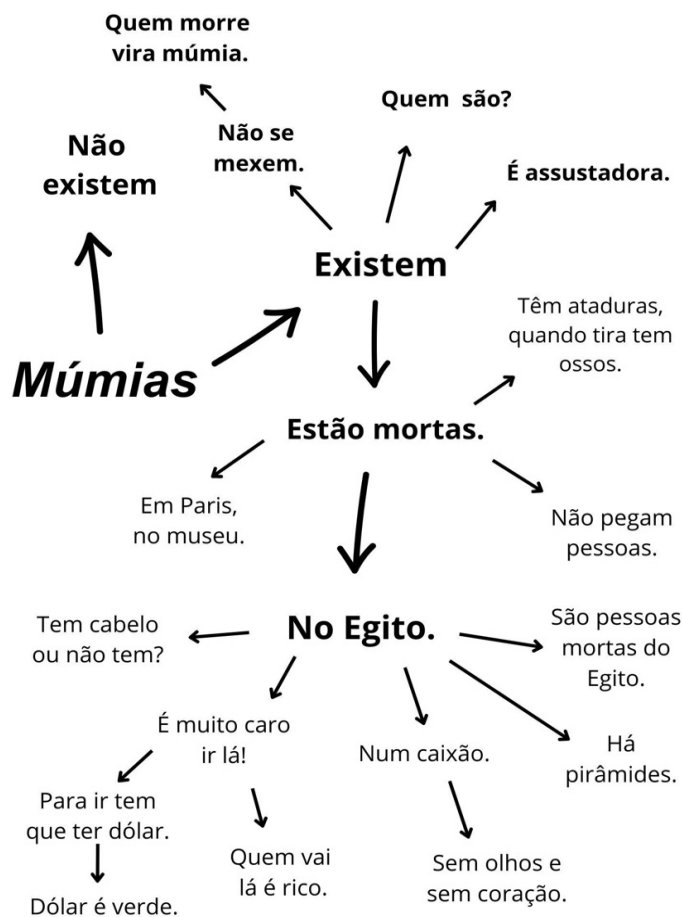 Quem morre
vira múmia.
Quem são?
Não se
mexem.
Não
existem
É assustadora.
Existem
Têm ataduras,
quando tira tem
ossos.
Múmias
Estão mortas.
Em Paris,
no museu.
Não pegam
pessoas.
Tem cabelo
ou não tem?
No Egito.
São pessoas
mortas do
Egito.
É muito caro
ir lá!
Num caixão.
Há
pirâmides.
Para ir tem
que ter dólar.
Quem vai
lá é rico.
Sem olhos e
sem coração.
Dólar é verde.